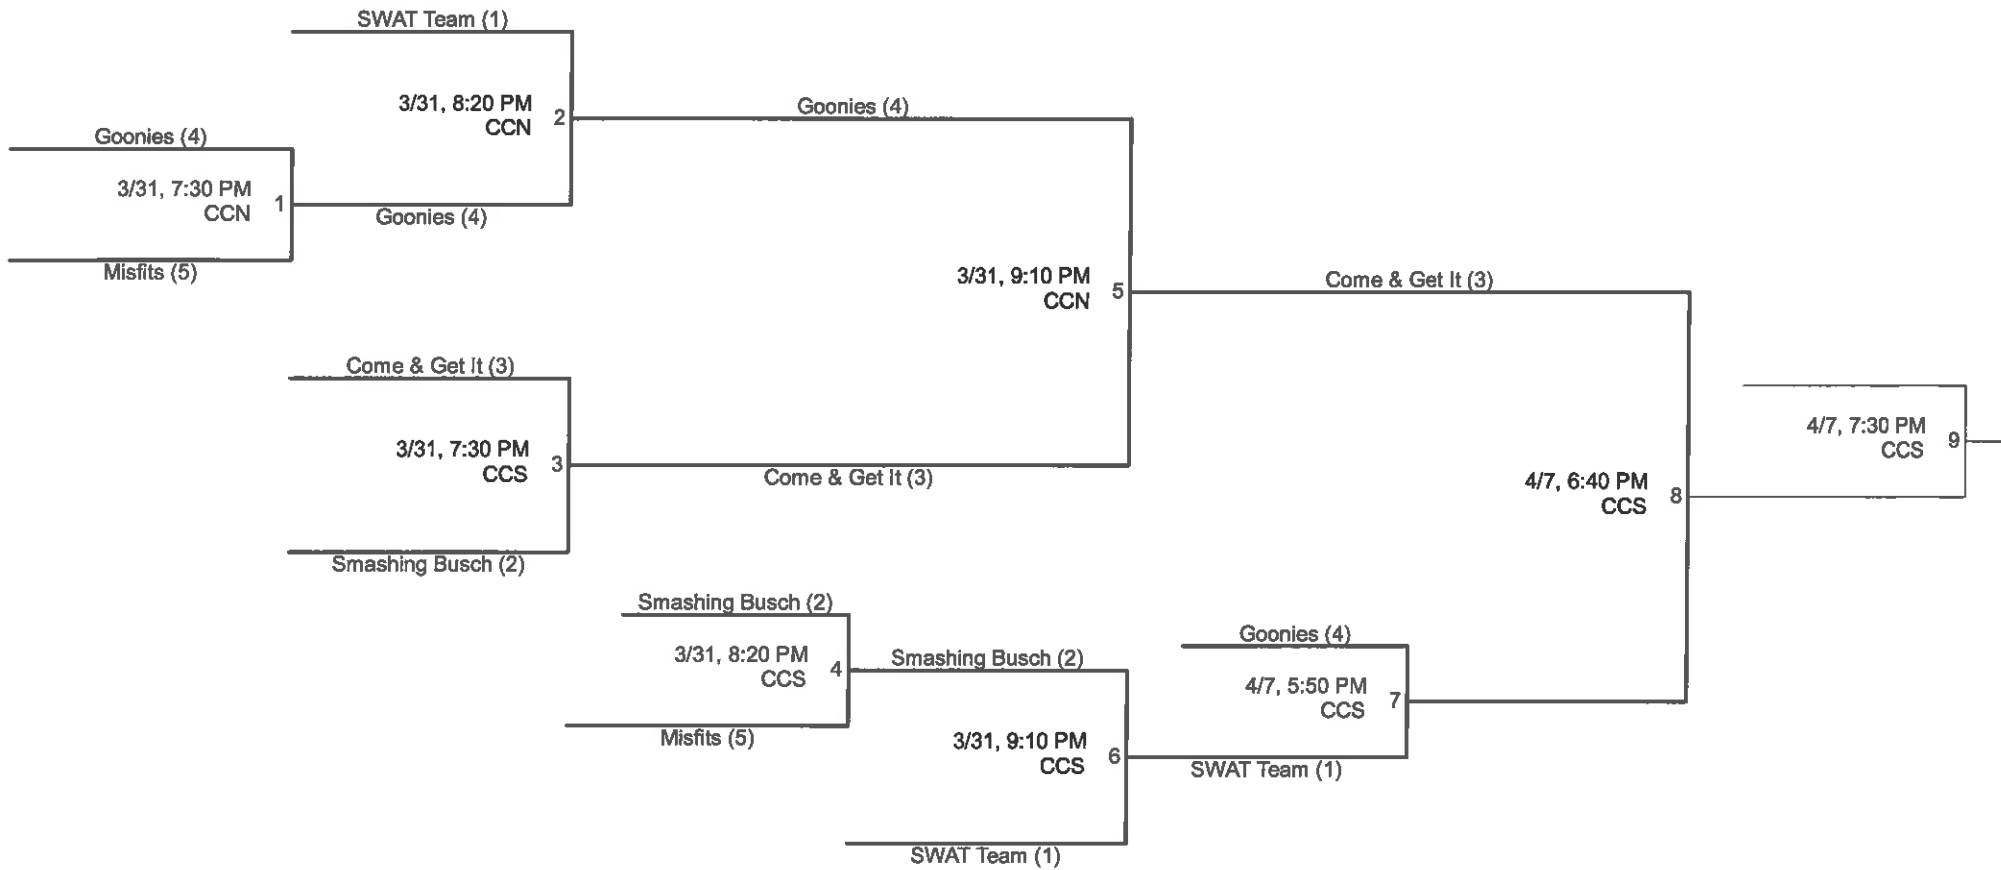 SWAT Team (1)
3/31, 8:20 PM
CCN
2
Goonies (4)
Goonies (4)
3/31, 7:30 PM
CCN
1
Goonies (4)
Misfits (5)
3/31, 9:10 PM
CCN
5
Come & Get It (3)
Come & Get It (3)
3/31, 7:30 PM
CCS
3
Come & Get It (3)
Smashing Busch (2)
4/7, 7:30 PM
CCS
9
4/7, 6:40 PM
CCS
8
Smashing Busch (2)
3/31, 8:20 PM
CCS
4
Smashing Busch (2)
Misfits (5)
3/31, 9:10 PM
CCS
6
Goonies (4)
4/7, 5:50 PM
CCS
7
SWAT Team (1)
SWAT Team (1)